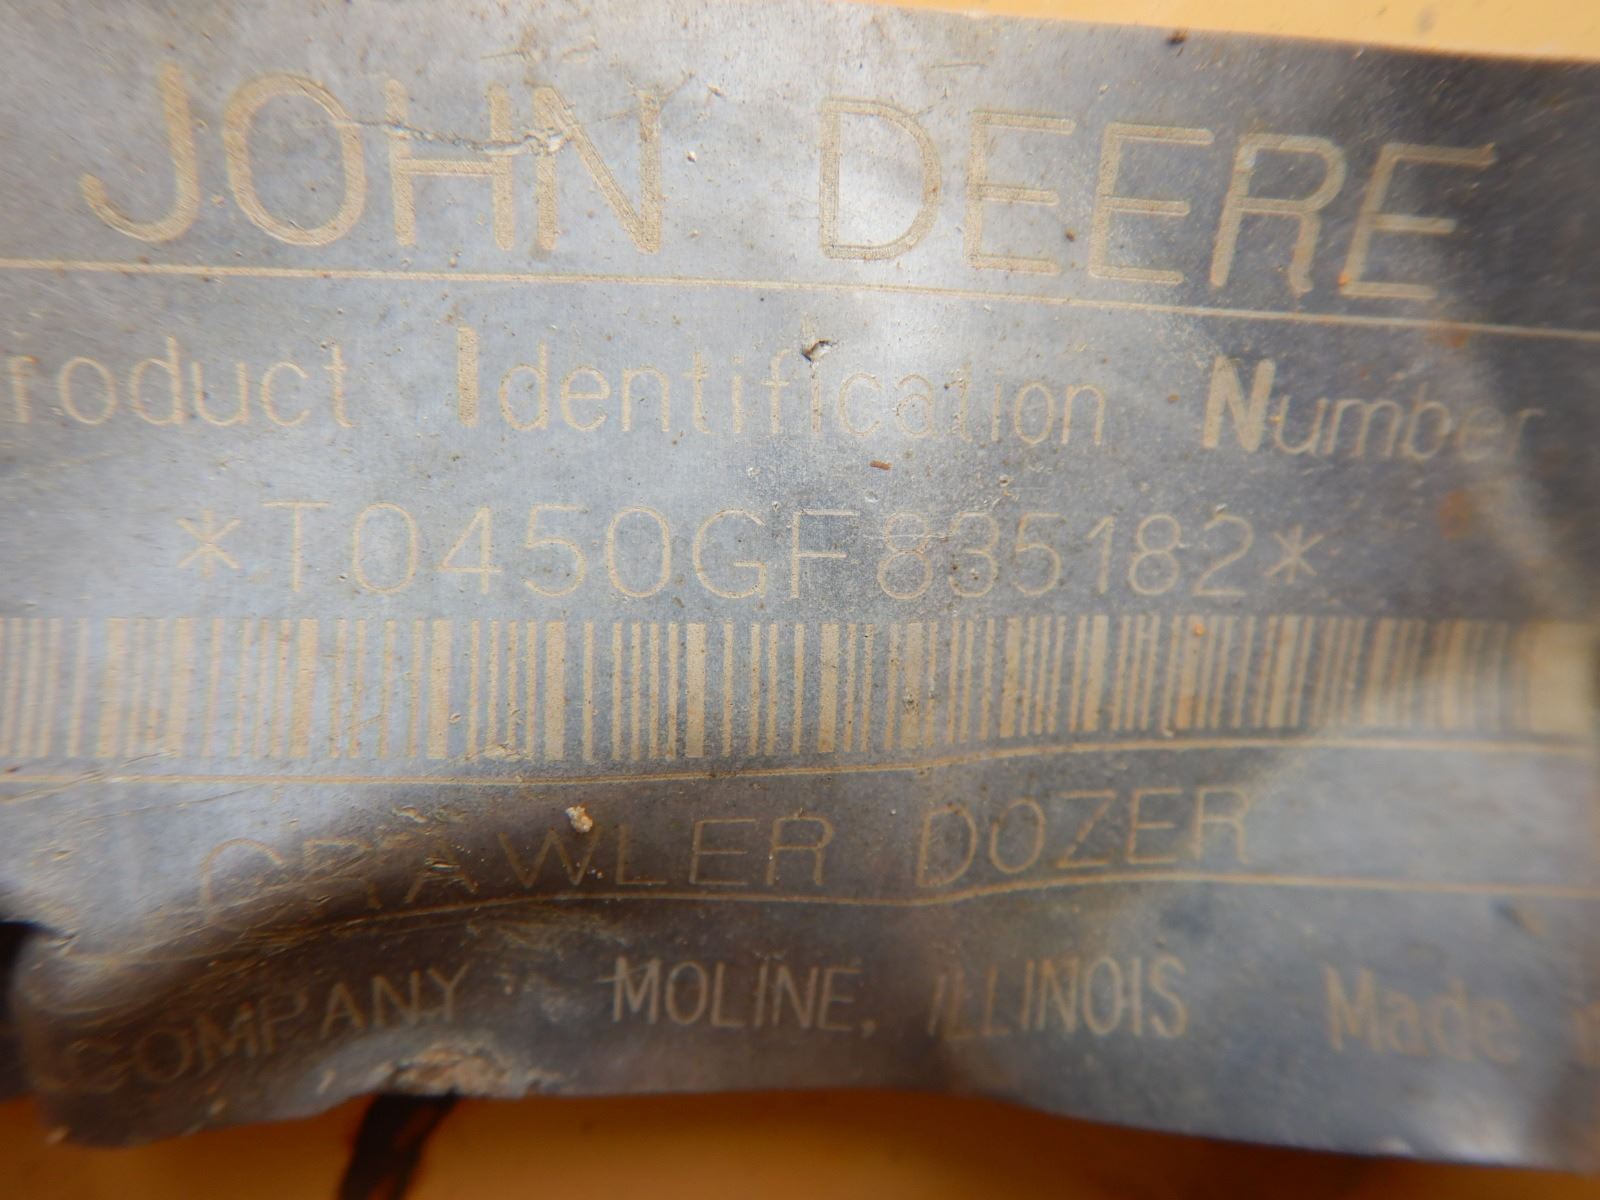 JOHN DEERE
roduct Identification Number
*T0450GF835182*
CRAWLER DOZER
COMPANY MOLINE, ILLINOIS Made